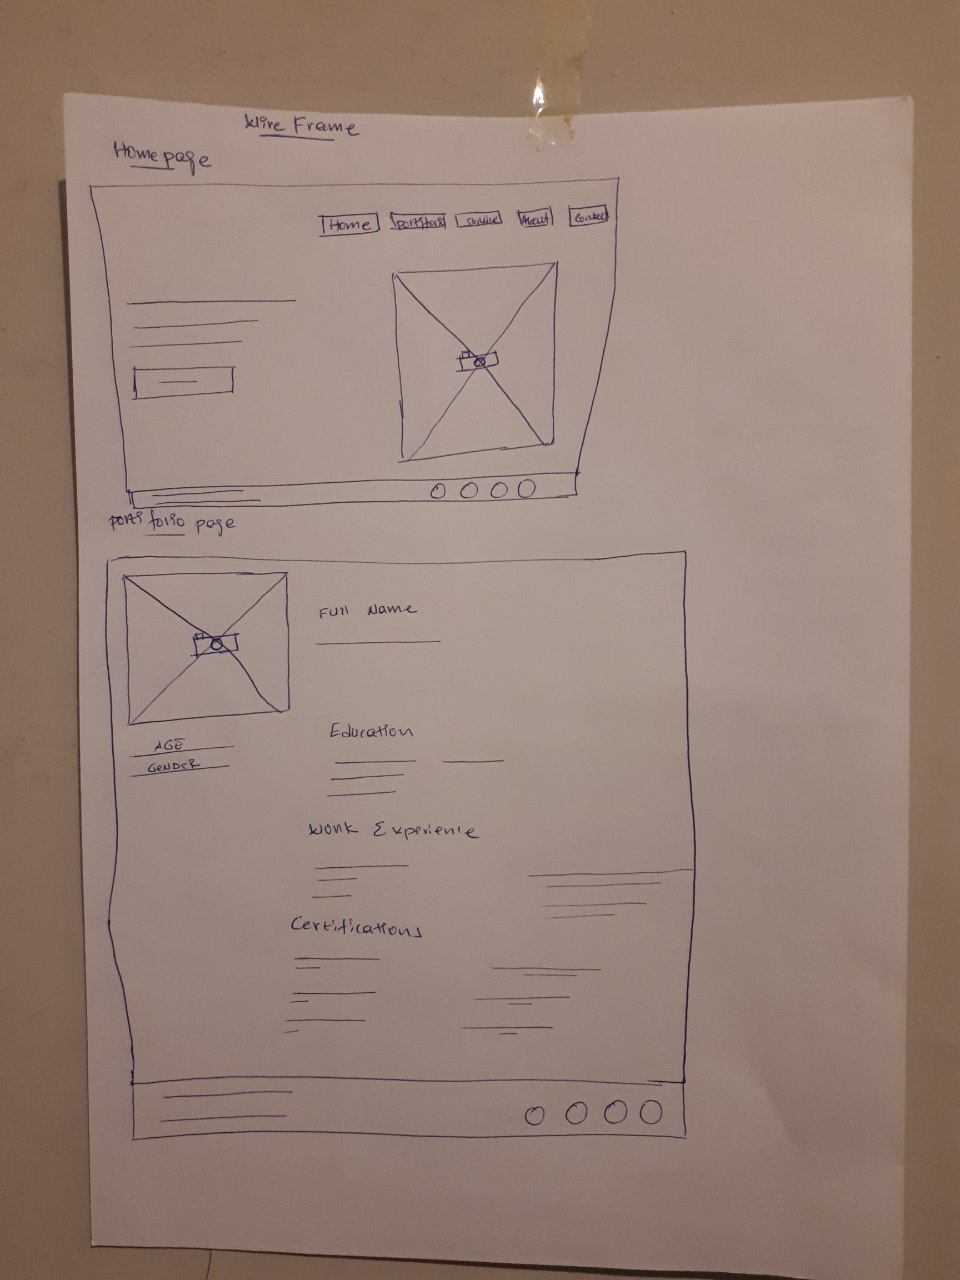 Wire Frame
Home page
Home portfolio service About Contact
portfolio page
Full Name
AGE
GENDER
Education
Work Experience
Certifications